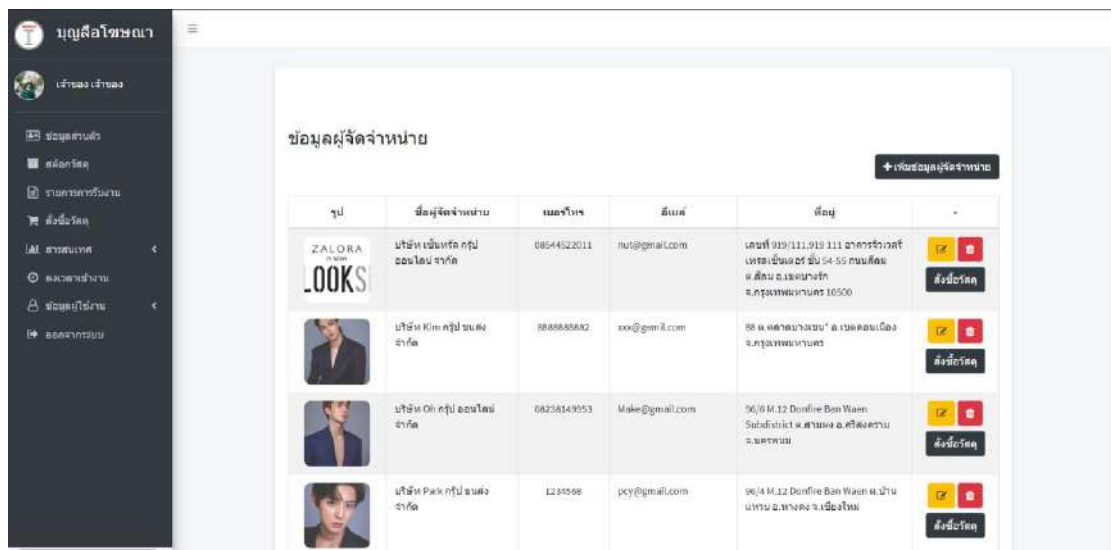 บุญลือโฆษณา
เจ้าของ เจ้าของ
ข้อมูลส่วนตัว
สต๊อกวัสดุ
รายการการรับงาน
สั่งซื้อวัสดุ
สารสนเทศ
ลงเวลาเข้างาน
ข้อมูลผู้ใช้งาน
ออกจากระบบ
ข้อมูลผู้จัดจำหน่าย
+เพิ่มข้อมูลผู้จัดจำหน่าย
รูป ชื่อผู้จัดจำหน่าย เบอร์โทร อีเมล์ ที่อยู่ -
ZALORA
LOOKS
บริษัท เซ็นทรัล กรุ๊ป
ออนไลน์ จำกัด
08544522011
nut@gmail.com
เลขที่ 919/111,919 111 อาคารจิวเวลรี่
เทรดเซ็นเตอร์ ชั้น 54-55 ถนนสีลม
ต.สีลม อ.เขตบางรัก
จ.กรุงเทพมหานคร 10500
สั่งซื้อวัสดุ
บริษัท Kim กรุ๊ป ขนส่ง
จำกัด
8888888882
xxx@gmail.com
88 ต.ตลาดบางเขน* อ.เขตดอนเมือง
จ.กรุงเทพมหานคร
สั่งซื้อวัสดุ
บริษัท Oh กรุ๊ป ออนไลน์
จำกัด
08238149953
Make@gmail.com
96/6 M.12 Donfire Ban Waen
Subdistrict ต.สามผง อ.ศรีสงคราม
จ.นครพนม
สั่งซื้อวัสดุ
บริษัท Park กรุ๊ป ขนส่ง
จำกัด
1234568
pcy@gmail.com
96/4 M.12 Donfire Ban Waen ต.บ้าน
แหวน อ.หางดง จ.เชียงใหม่
สั่งซื้อวัสดุ